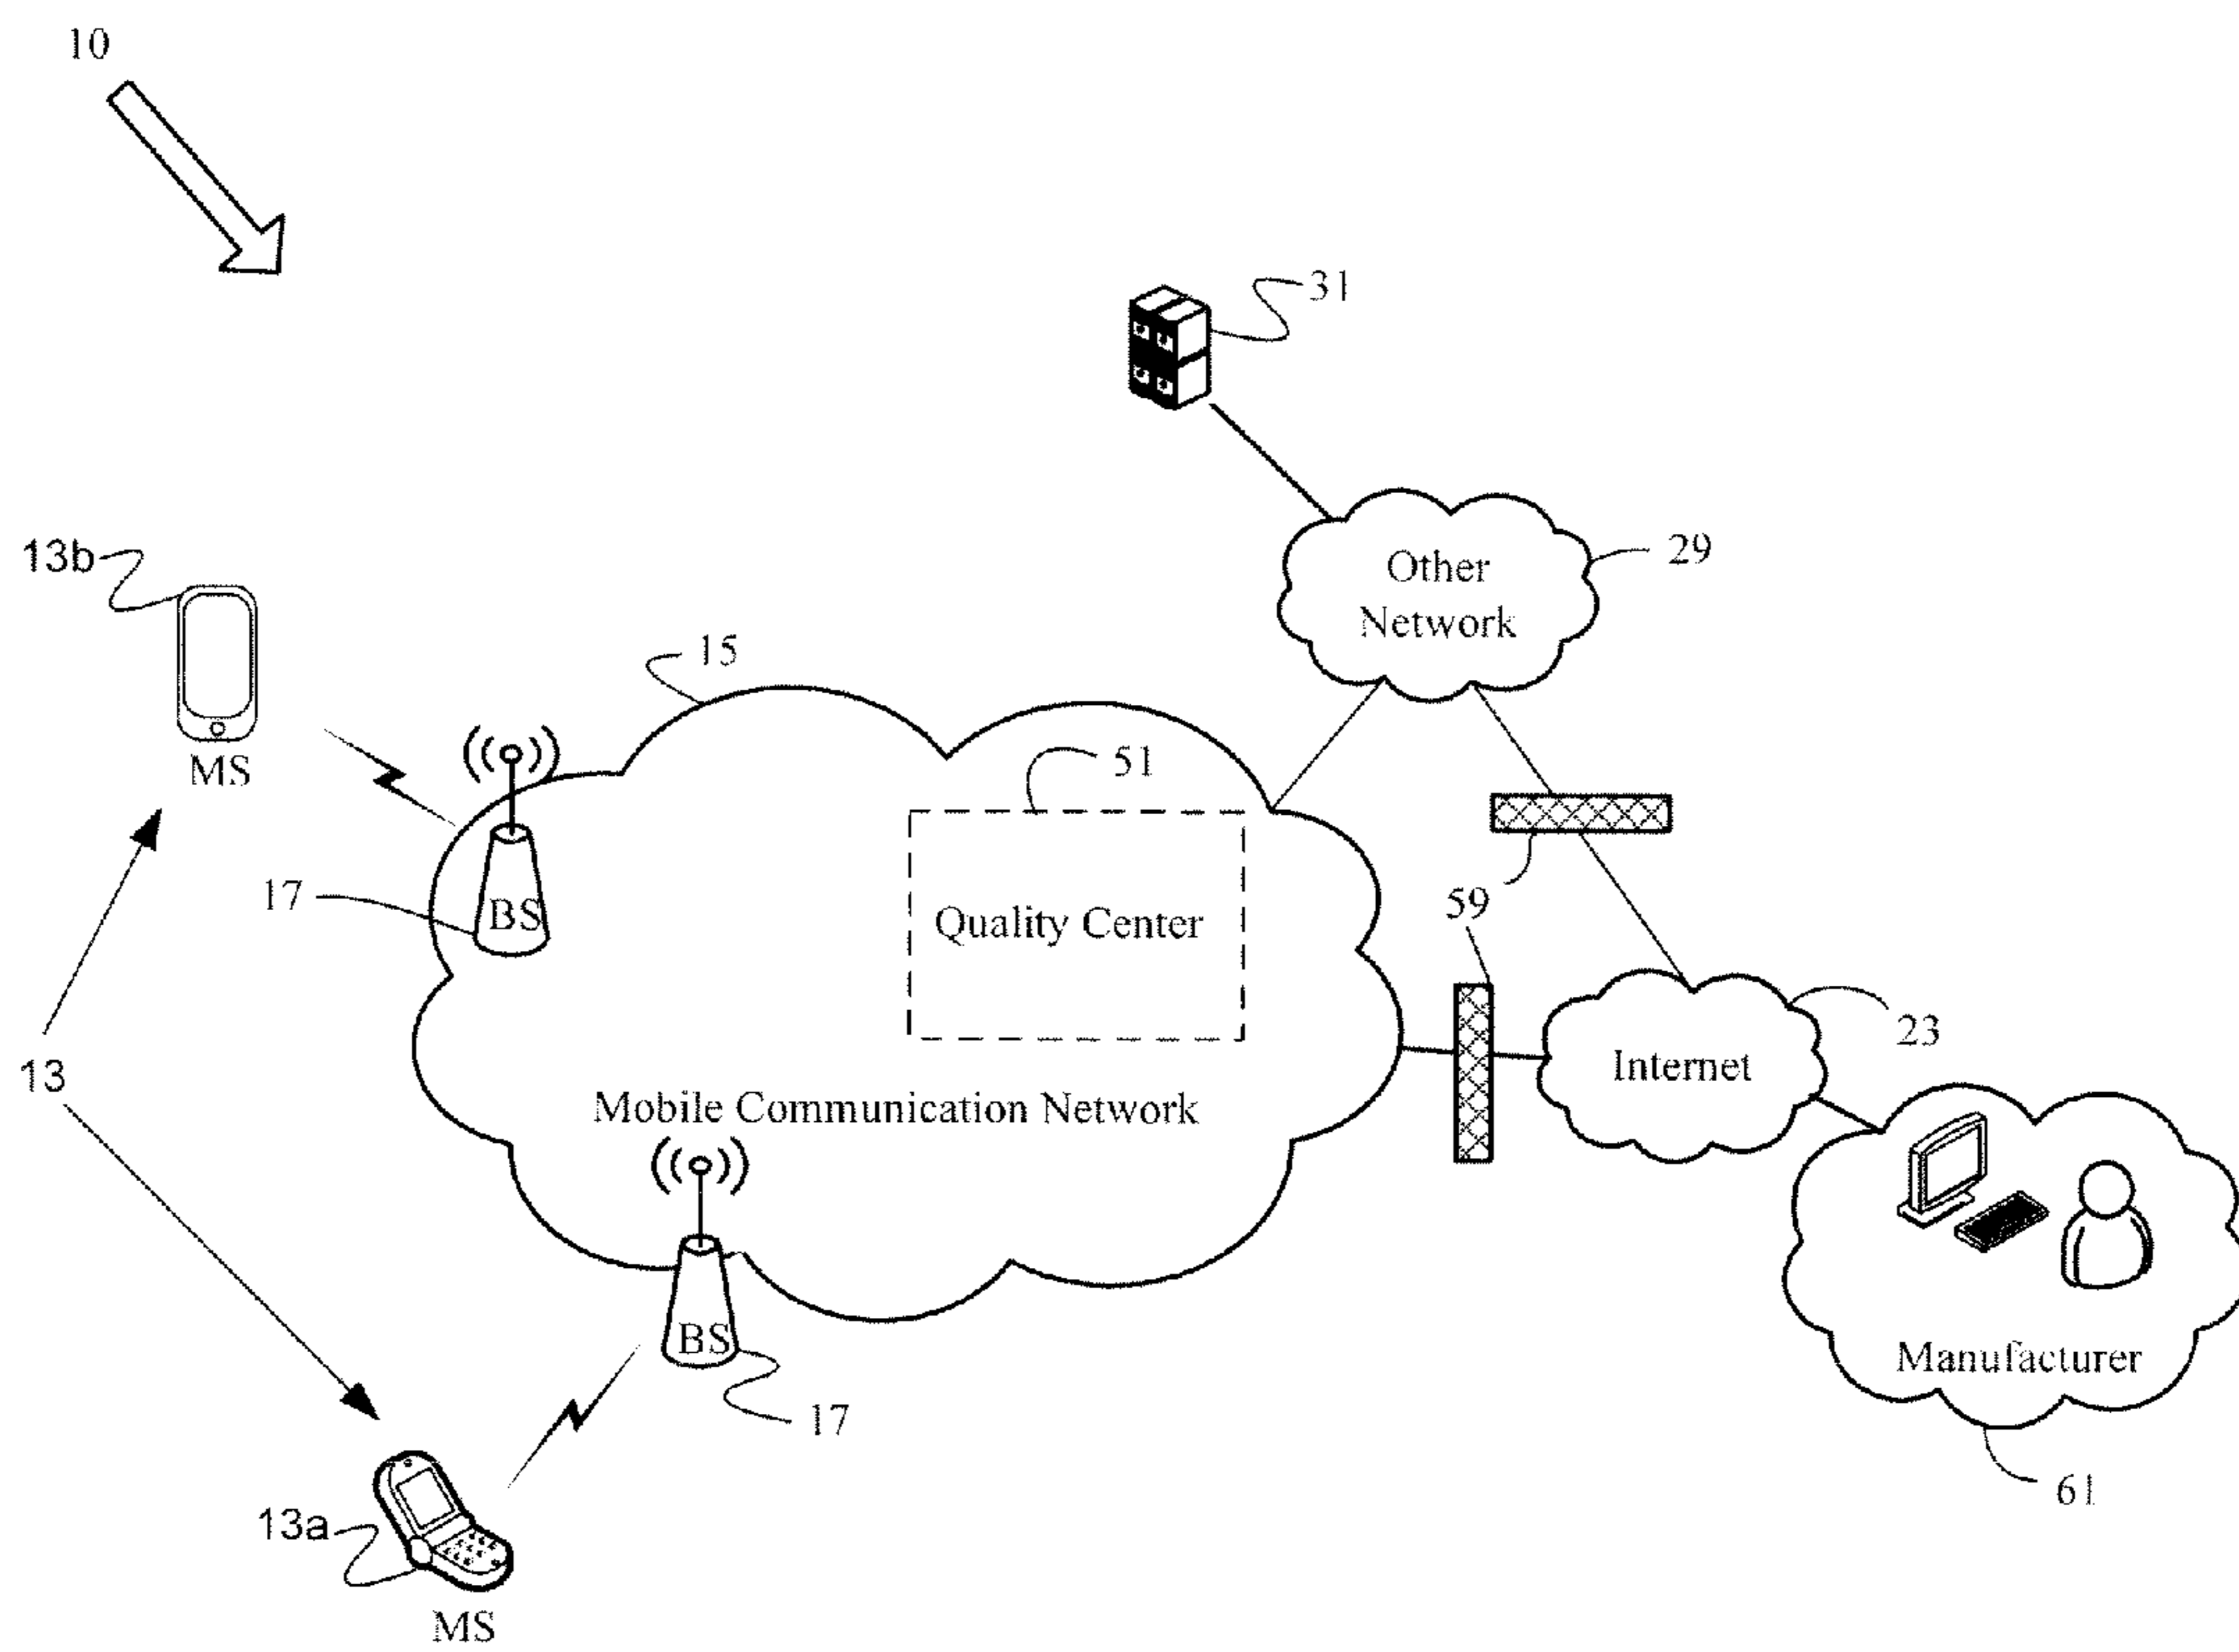 10
31
13b
Other
Network
29
15
MS
51
17
BS
Quality Center
59
23
Internet
13
Mobile Communication Network
BS
Manufacturer
17
61
13a
MS